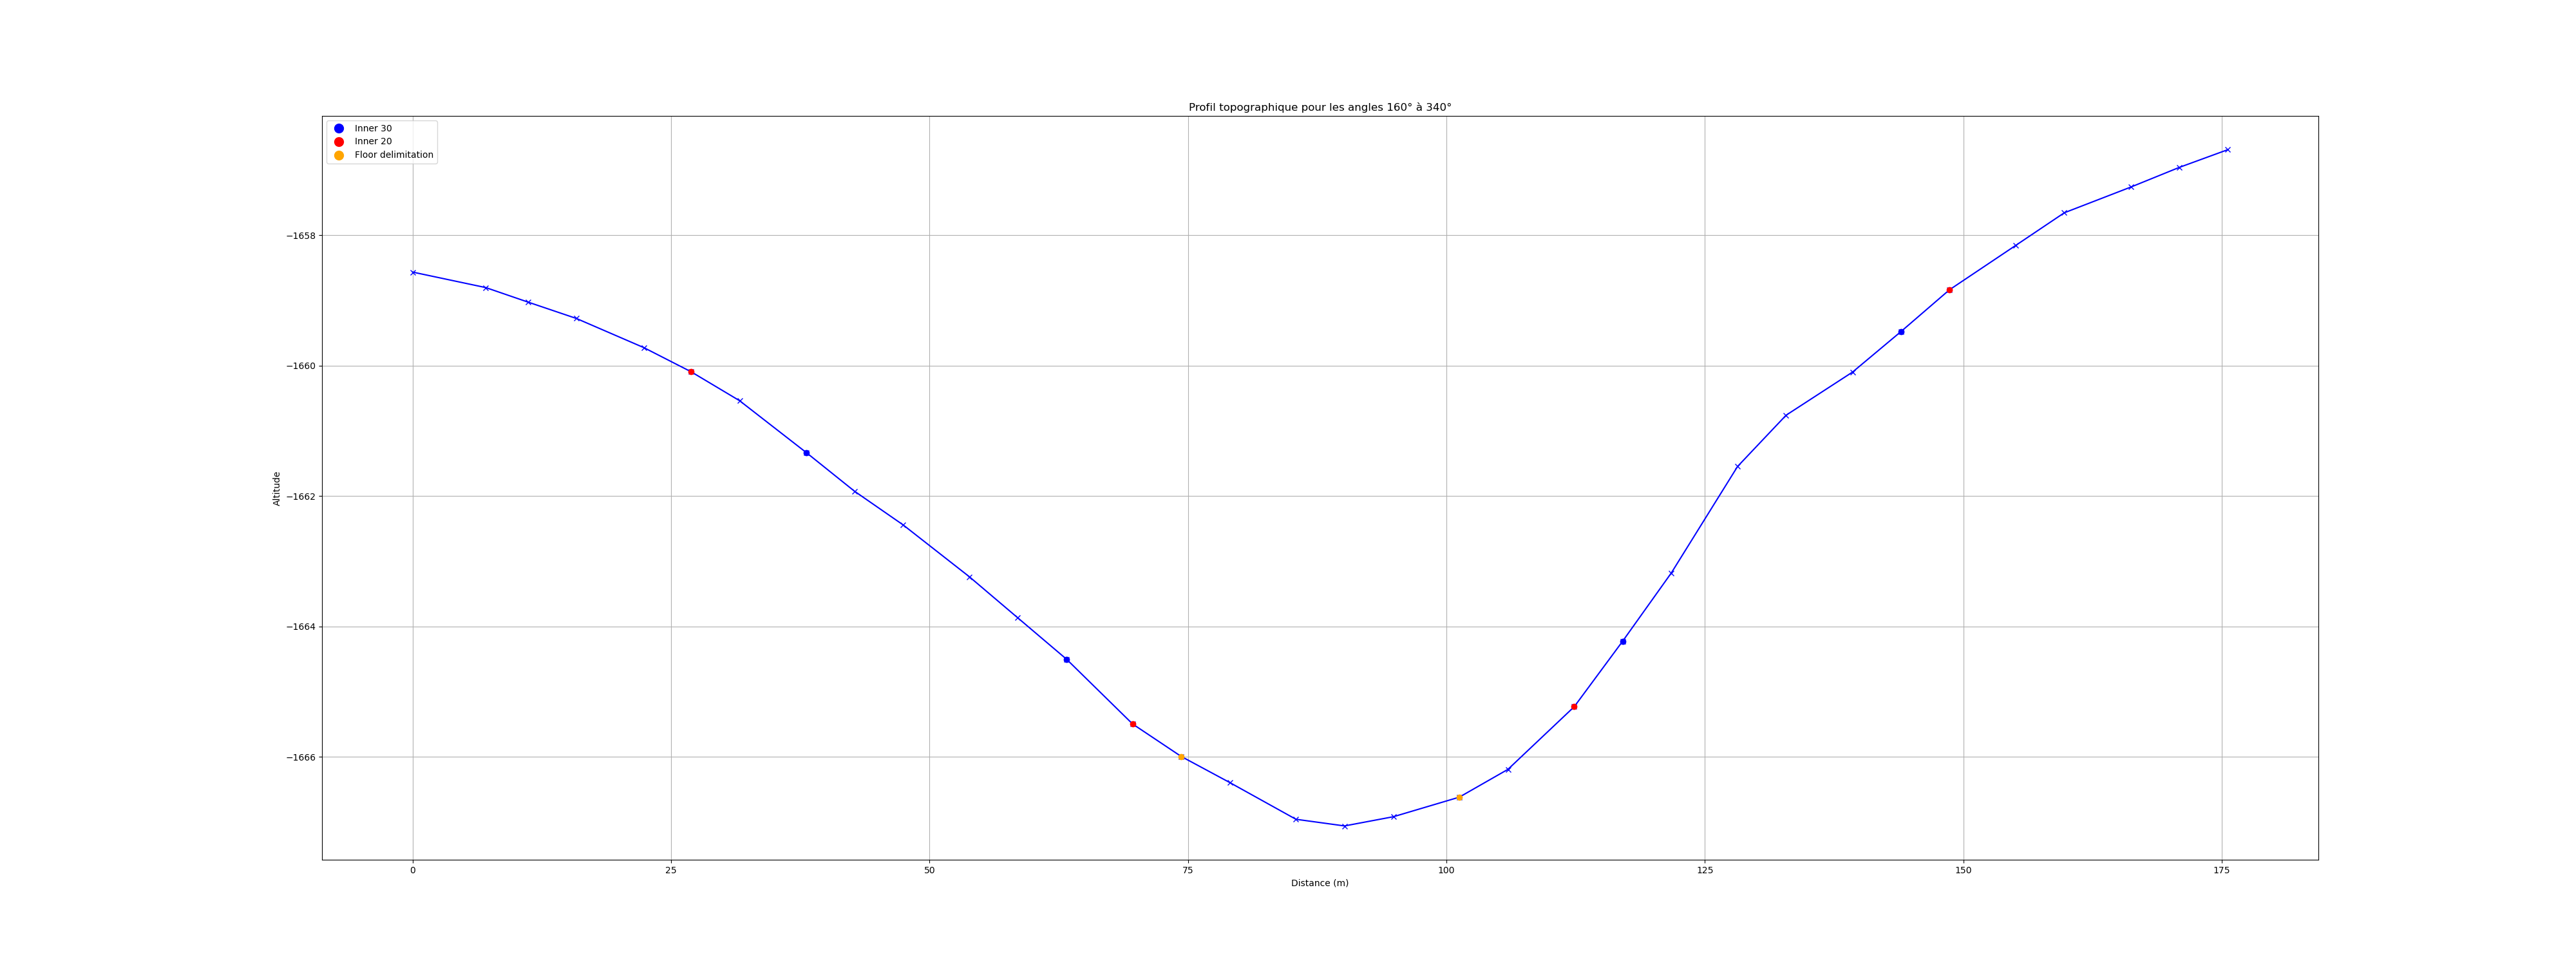 Profil topographique pour les angles 160° à 340°
Inner 30
Inner 20
Floor delimitation
−1658
−1660
−1662
−1664
−1666
Altitude
0 25 50 75 100 125 150 175
Distance (m)